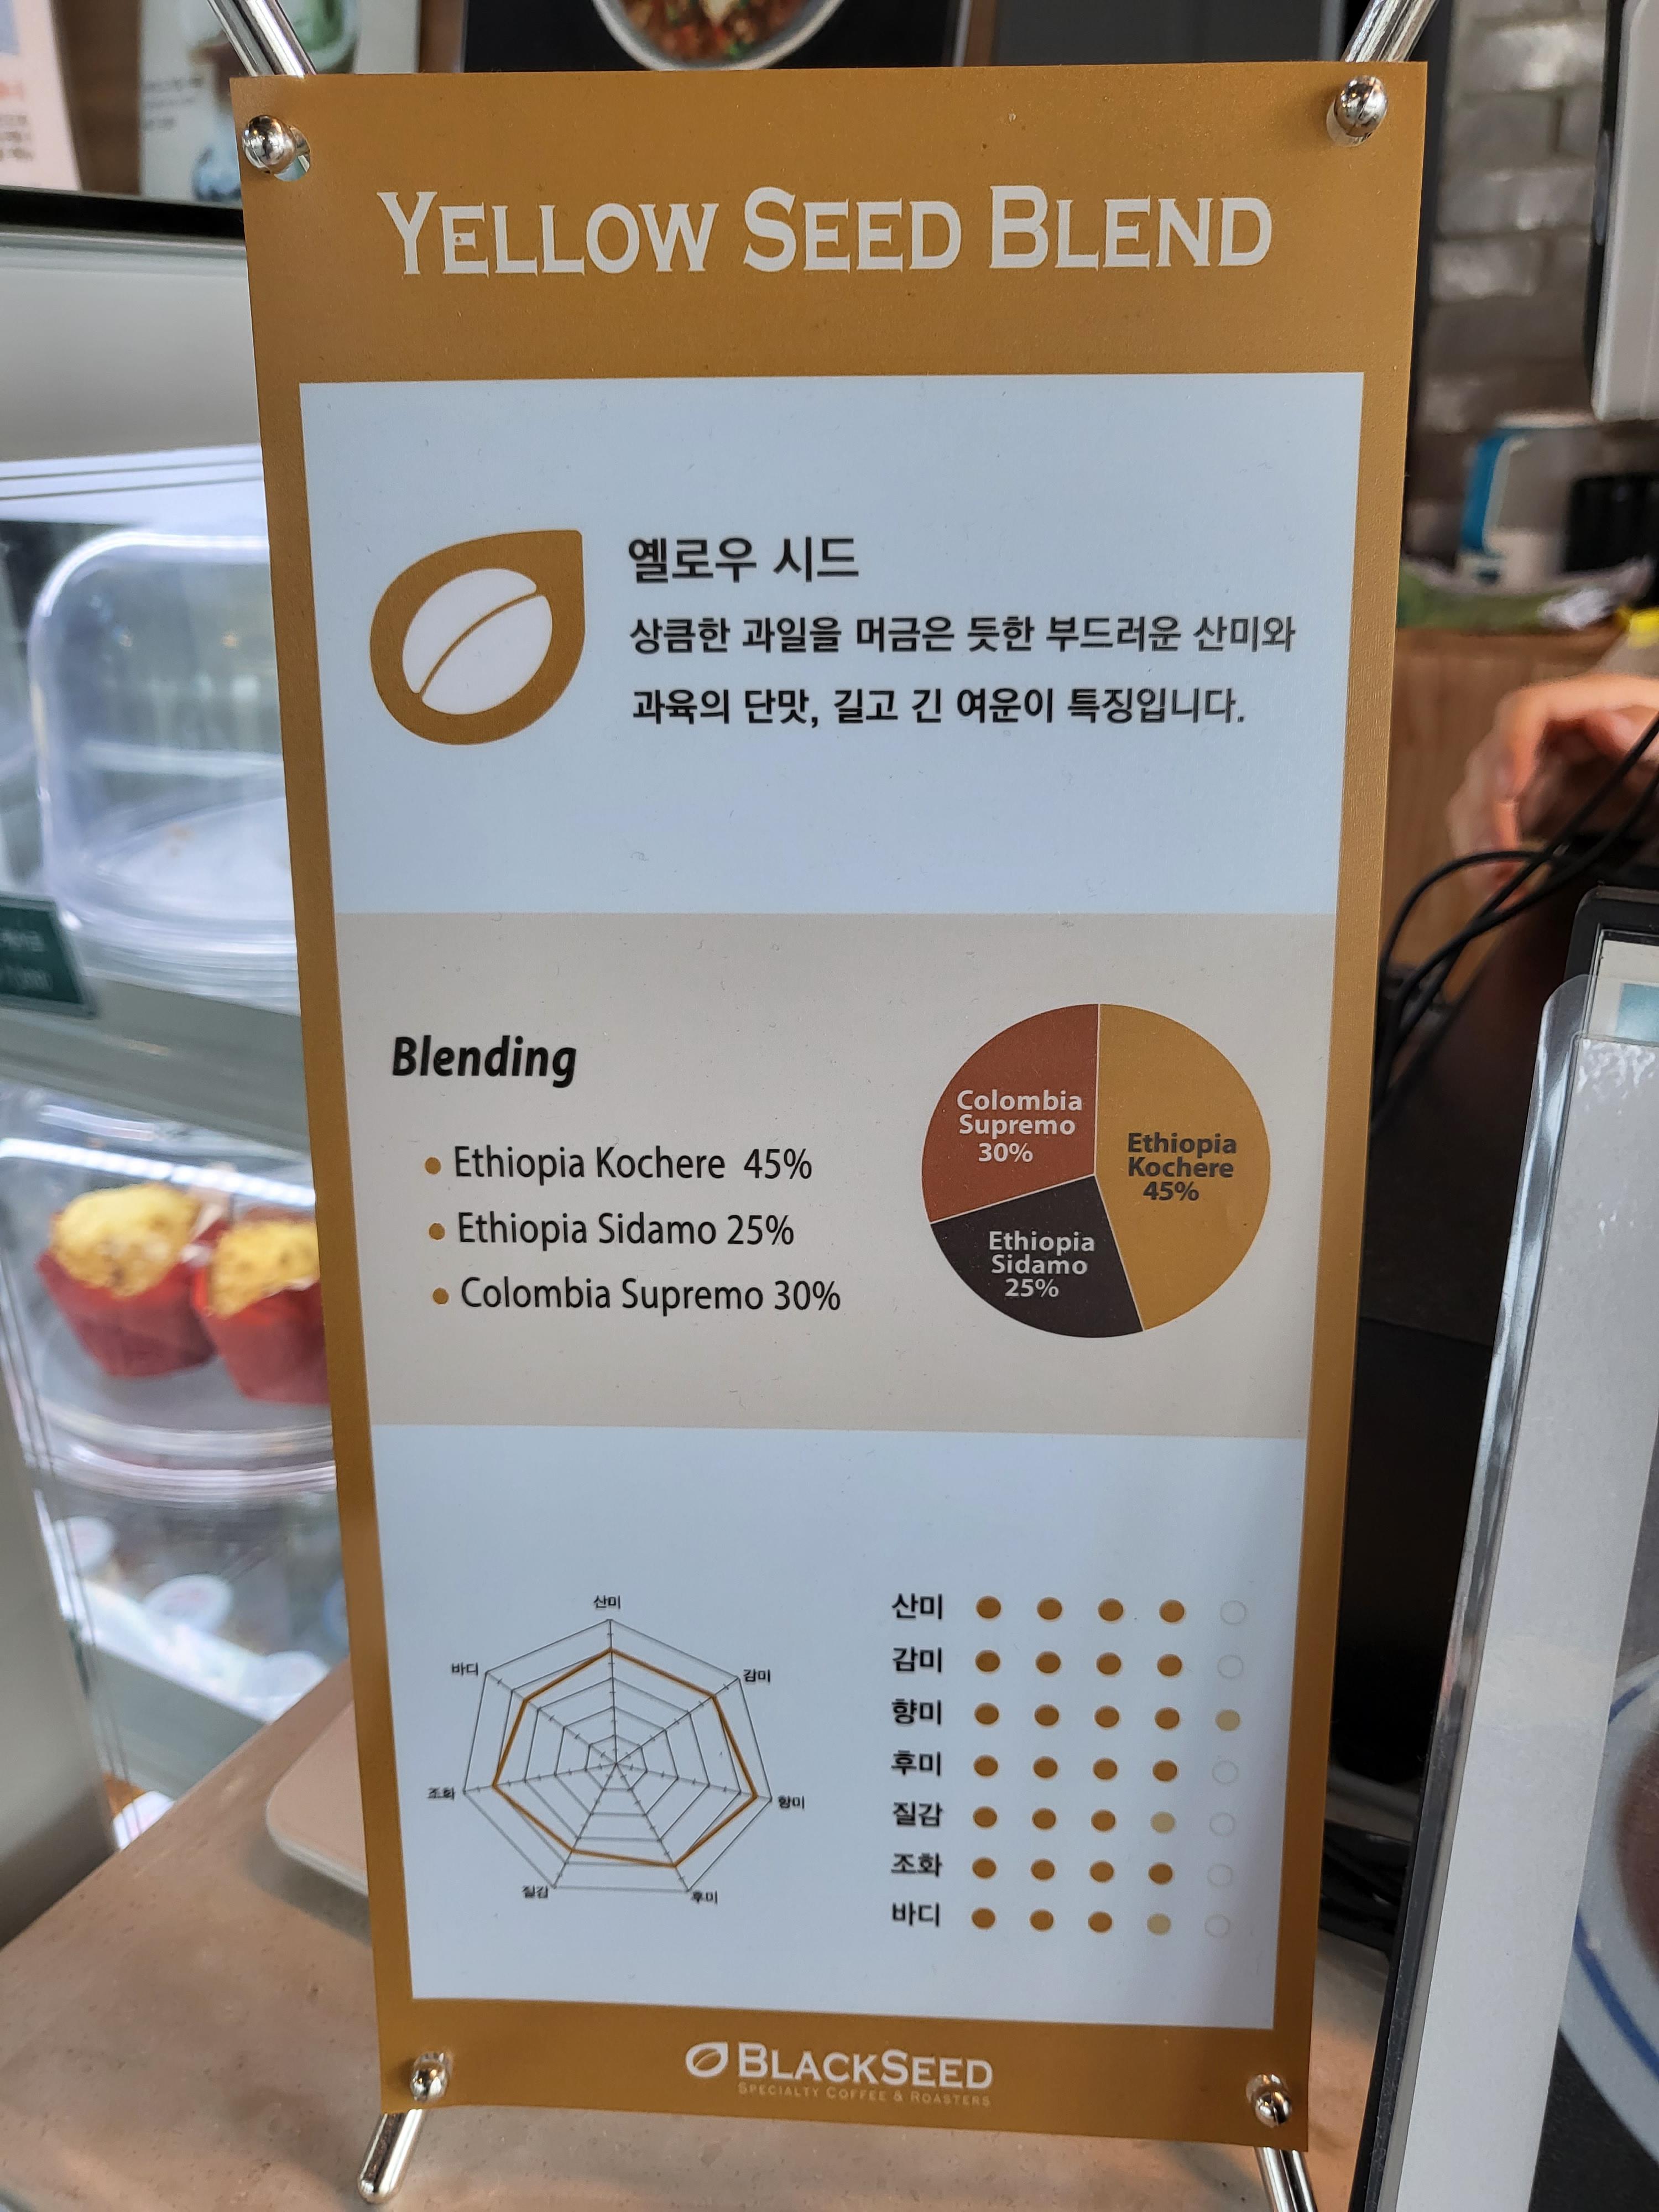 YELLOW SEED BLEND
옐로우 시드
상큼한 과일을 머금은 듯한 부드러운 산미와
과육의 단맛, 길고 긴 여운이 특징입니다.
Blending
Ethiopia Kochere 45%
Ethiopia Sidamo 25%
Colombia Supremo 30%
Colombia
Supremo
30%
Ethiopia
Kochere
45%
Ethiopia
Sidamo
25%
산미
감미
향미
후미
질감
조화
바디
산미
감미
향미
후미
질감
조화
바디
BLACKSEED
SPECIALTY COFFEE & ROASTERS